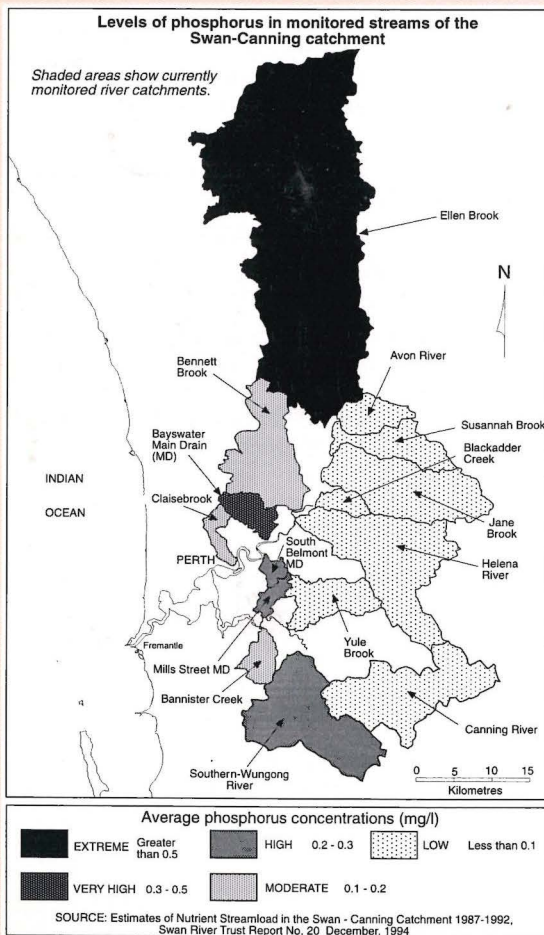 Levels of phosphorus in monitored streams of the
Swan-Canning catchment
Shaded areas show currently
monitored river catchments.
Ellen Brook
N
Bennett
Brook
Avon River
Bayswater
Main Drain
(MD)
Susannah Brook
Blackadder
Creek
INDIAN
OCEAN
Claisebrook
South
Belmont
MD
Jane
Brook
PERTH
Helena
River
Fremantle
Yule
Brook
Mills Street MD
Bannister Creek
Canning River
Southern-Wungong
River
0 5 10 15
Kilometres
Average phosphorus concentrations (mg/l)
EXTREME Greater than 0.5
HIGH 0.2 - 0.3
LOW Less than 0.1
VERY HIGH 0.3 - 0.5
MODERATE 0.1 - 0.2
SOURCE: Estimates of Nutrient Streamload in the Swan - Canning Catchment 1987-1992,
Swan River Trust Report No. 20 December, 1994